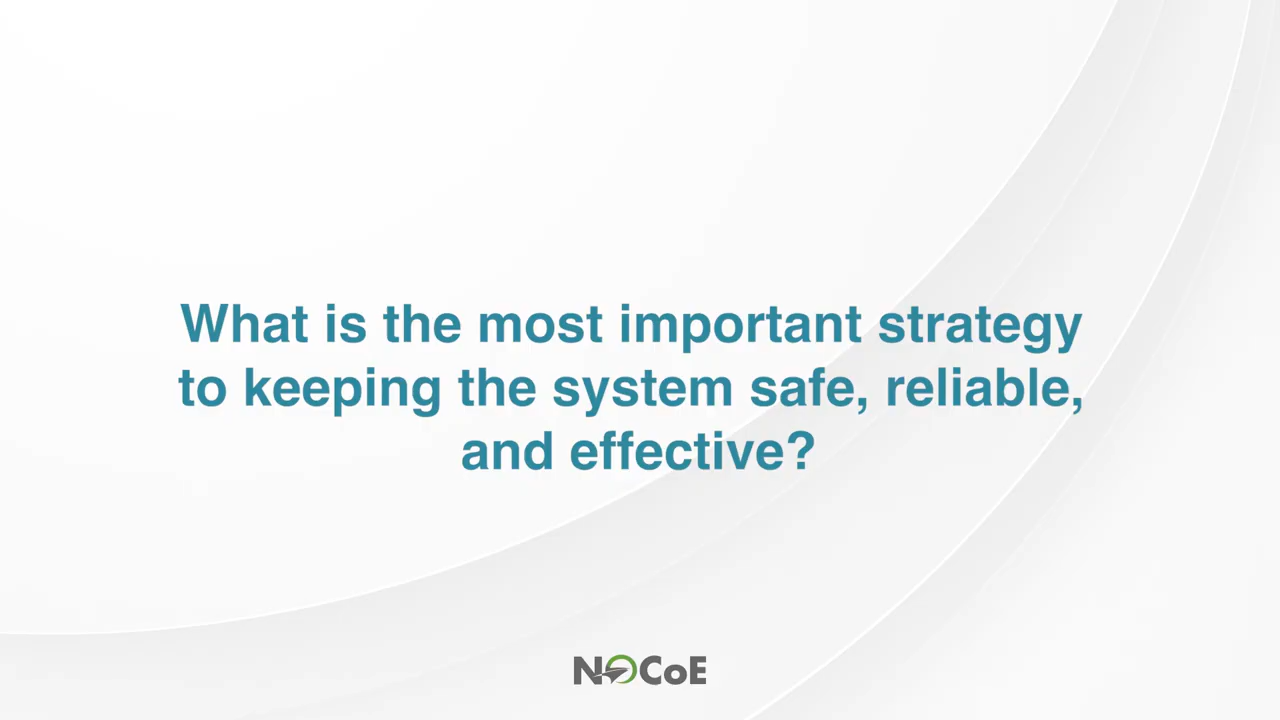 What is the most important strategy
to keeping the system safe, reliable,
and effective?
NOCoE